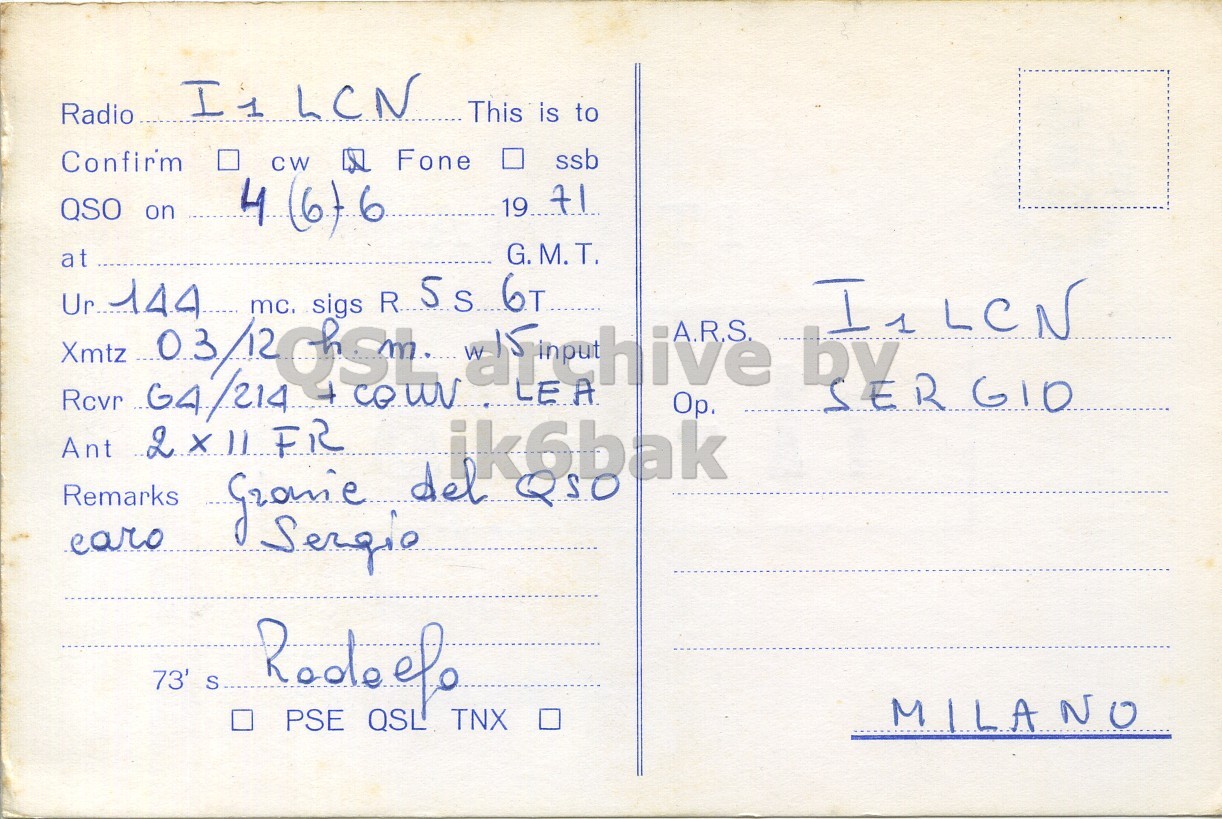 Radio I1 LCN This is to
Confirm ☐ cw ☒ Fone ☐ ssb
QSO on 4 (6)-6 1971
at G.M.T.
Ur 144 mc. sigs R 5 S 6 T
Xmtz 03/12 h. m. w 15 input
Rcvr G4/214 + CONV. LEA
Ant 2 x 11 FR
Remarks Grazie del QSO
caro Sergio
73' s Rodolfo
☐ PSE QSL TNX ☐
A.R.S. I1 LCN
Op. SERGIO
MILANO
QSL archive by
ik6bak